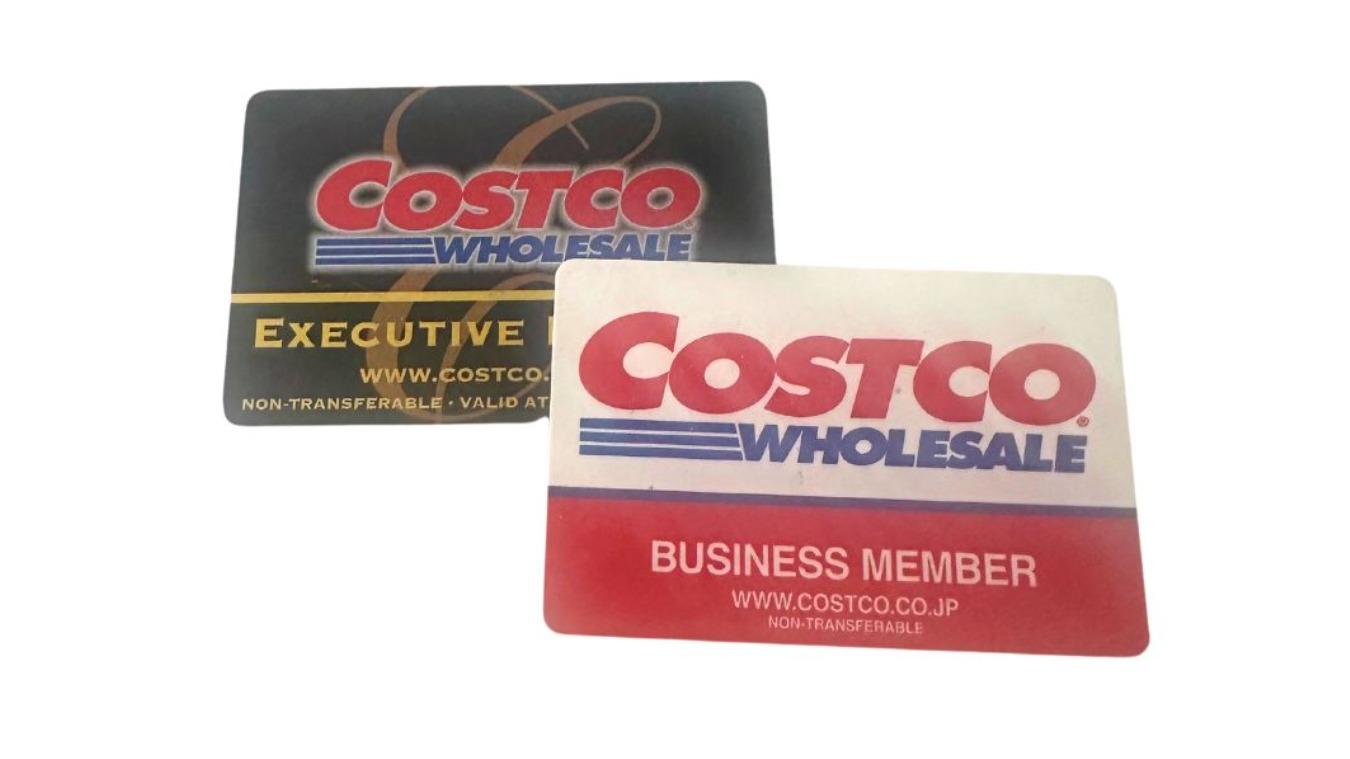 COSTCO
WHOLESALE
EXECUTIVE
WWW.COSTCO.
NON-TRANSFERABLE · VALID AT
COSTCO®
WHOLESALE
BUSINESS MEMBER
WWW.COSTCO.CO.JP
NON-TRANSFERABLE